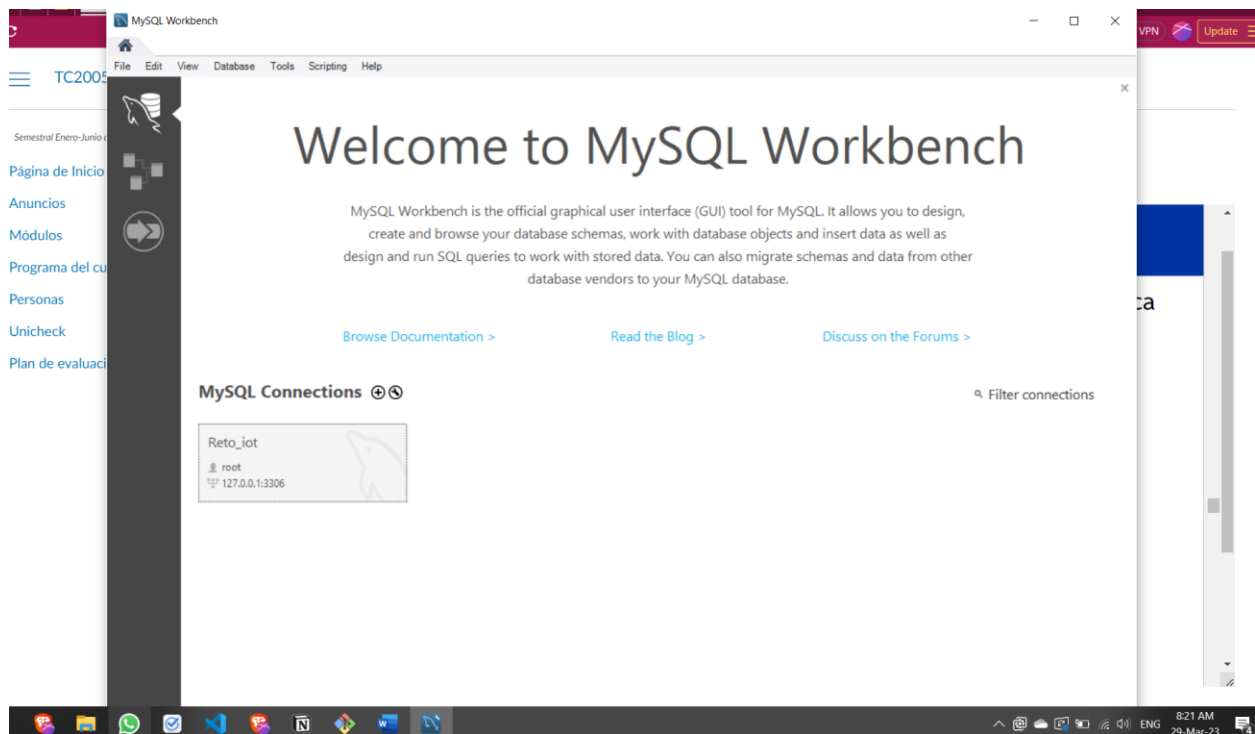 MySQL Workbench
VPN
Update
File Edit View Database Tools Scripting Help
TC2005
Semestral Enero-Junio
Página de Inicio
Anuncios
Módulos
Programa del cu
Personas
Unicheck
Plan de evaluaci
Welcome to MySQL Workbench
MySQL Workbench is the official graphical user interface (GUI) tool for MySQL. It allows you to design,
create and browse your database schemas, work with database objects and insert data as well as
design and run SQL queries to work with stored data. You can also migrate schemas and data from other
database vendors to your MySQL database.
ca
Browse Documentation >
Read the Blog >
Discuss on the Forums >
MySQL Connections
Filter connections
Reto_iot
root
127.0.0.1:3306
ENG
8:21 AM
29-Mar-23
4